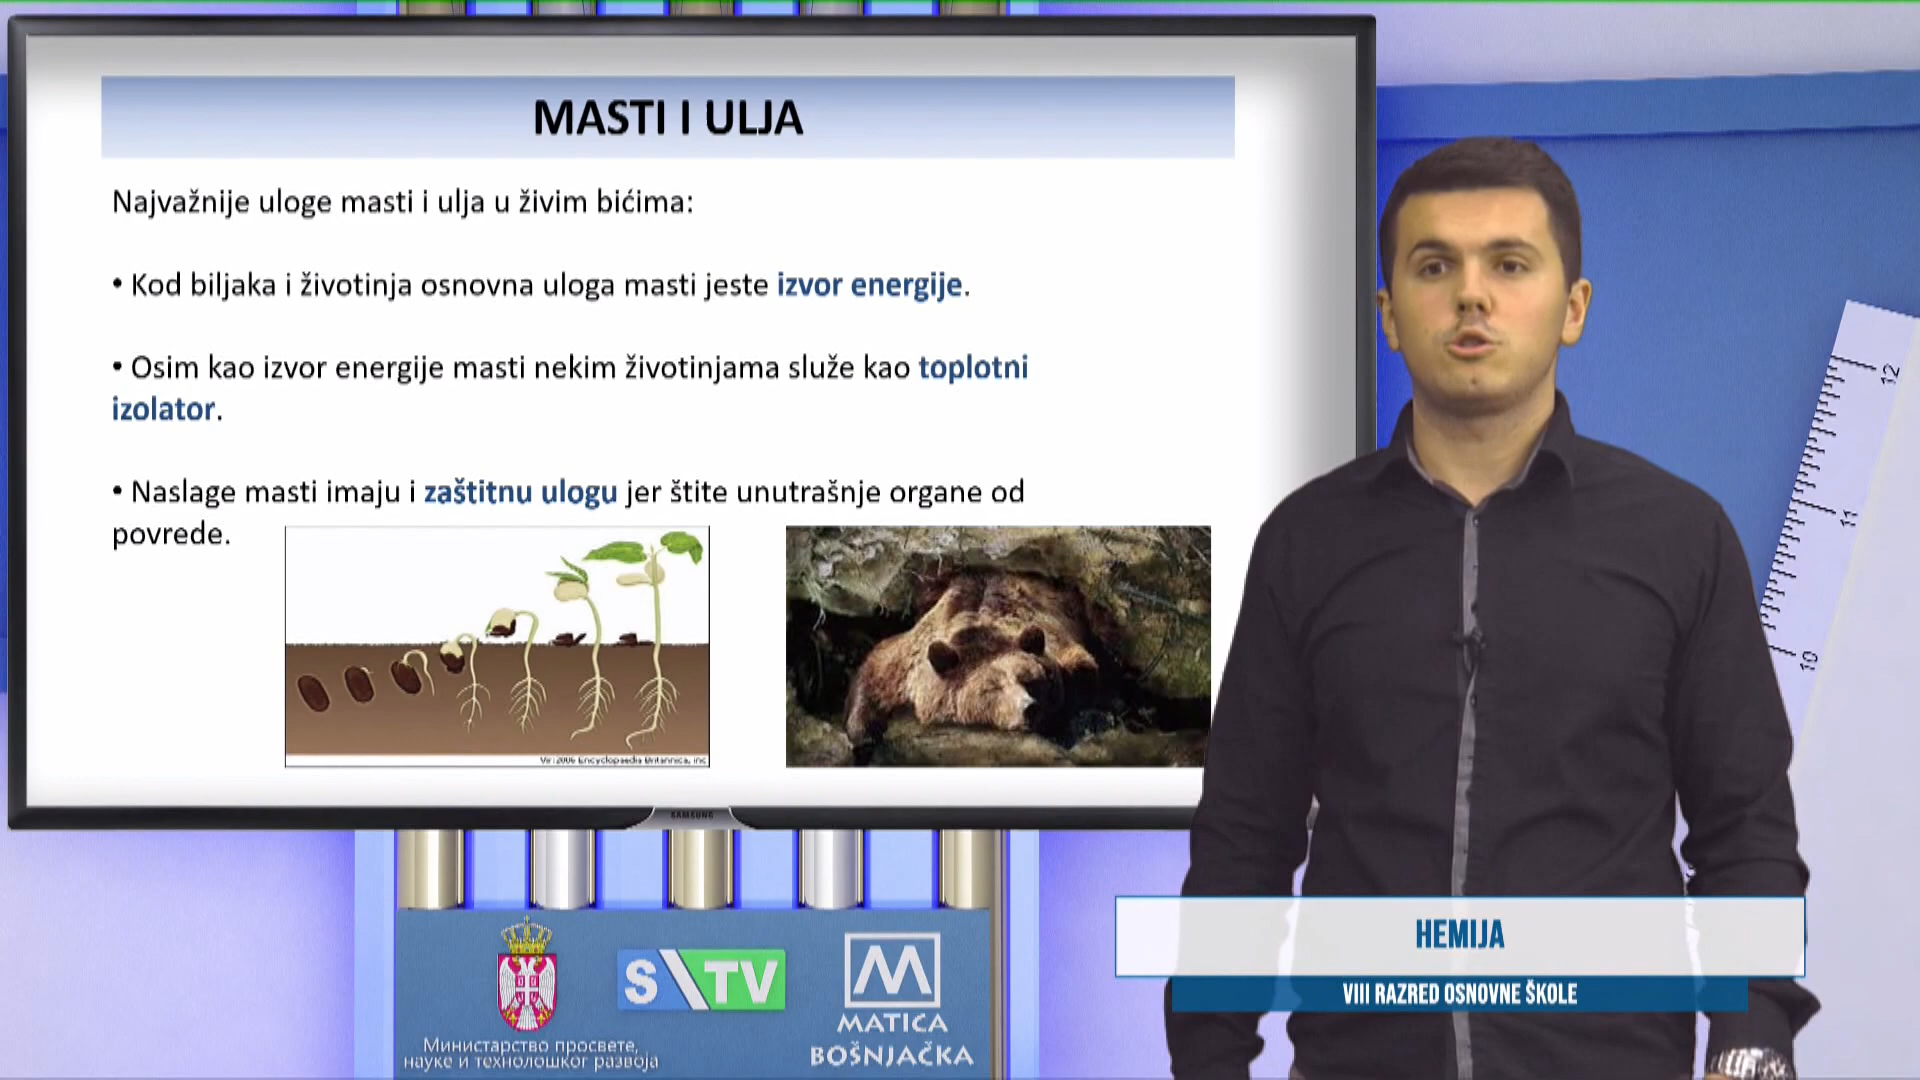 MASTI I ULJA
Najvažnije uloge masti i ulja u živim bićima:
• Kod biljaka i životinja osnovna uloga masti jeste izvor energije.
• Osim kao izvor energije masti nekim životinjama služe kao toplotni
izolator.
• Naslage masti imaju i zaštitnu ulogu jer štite unutrašnje organe od
povrede.
2006 Encyclopædia Britannica, Inc
SAMSUNG
12
11
10
HEMIJA
VIII RAZRED OSNOVNE ŠKOLE
Министарство просвете,
науке и технолошког развоја
S TV
M
MATICA
BOŠNJAČKA